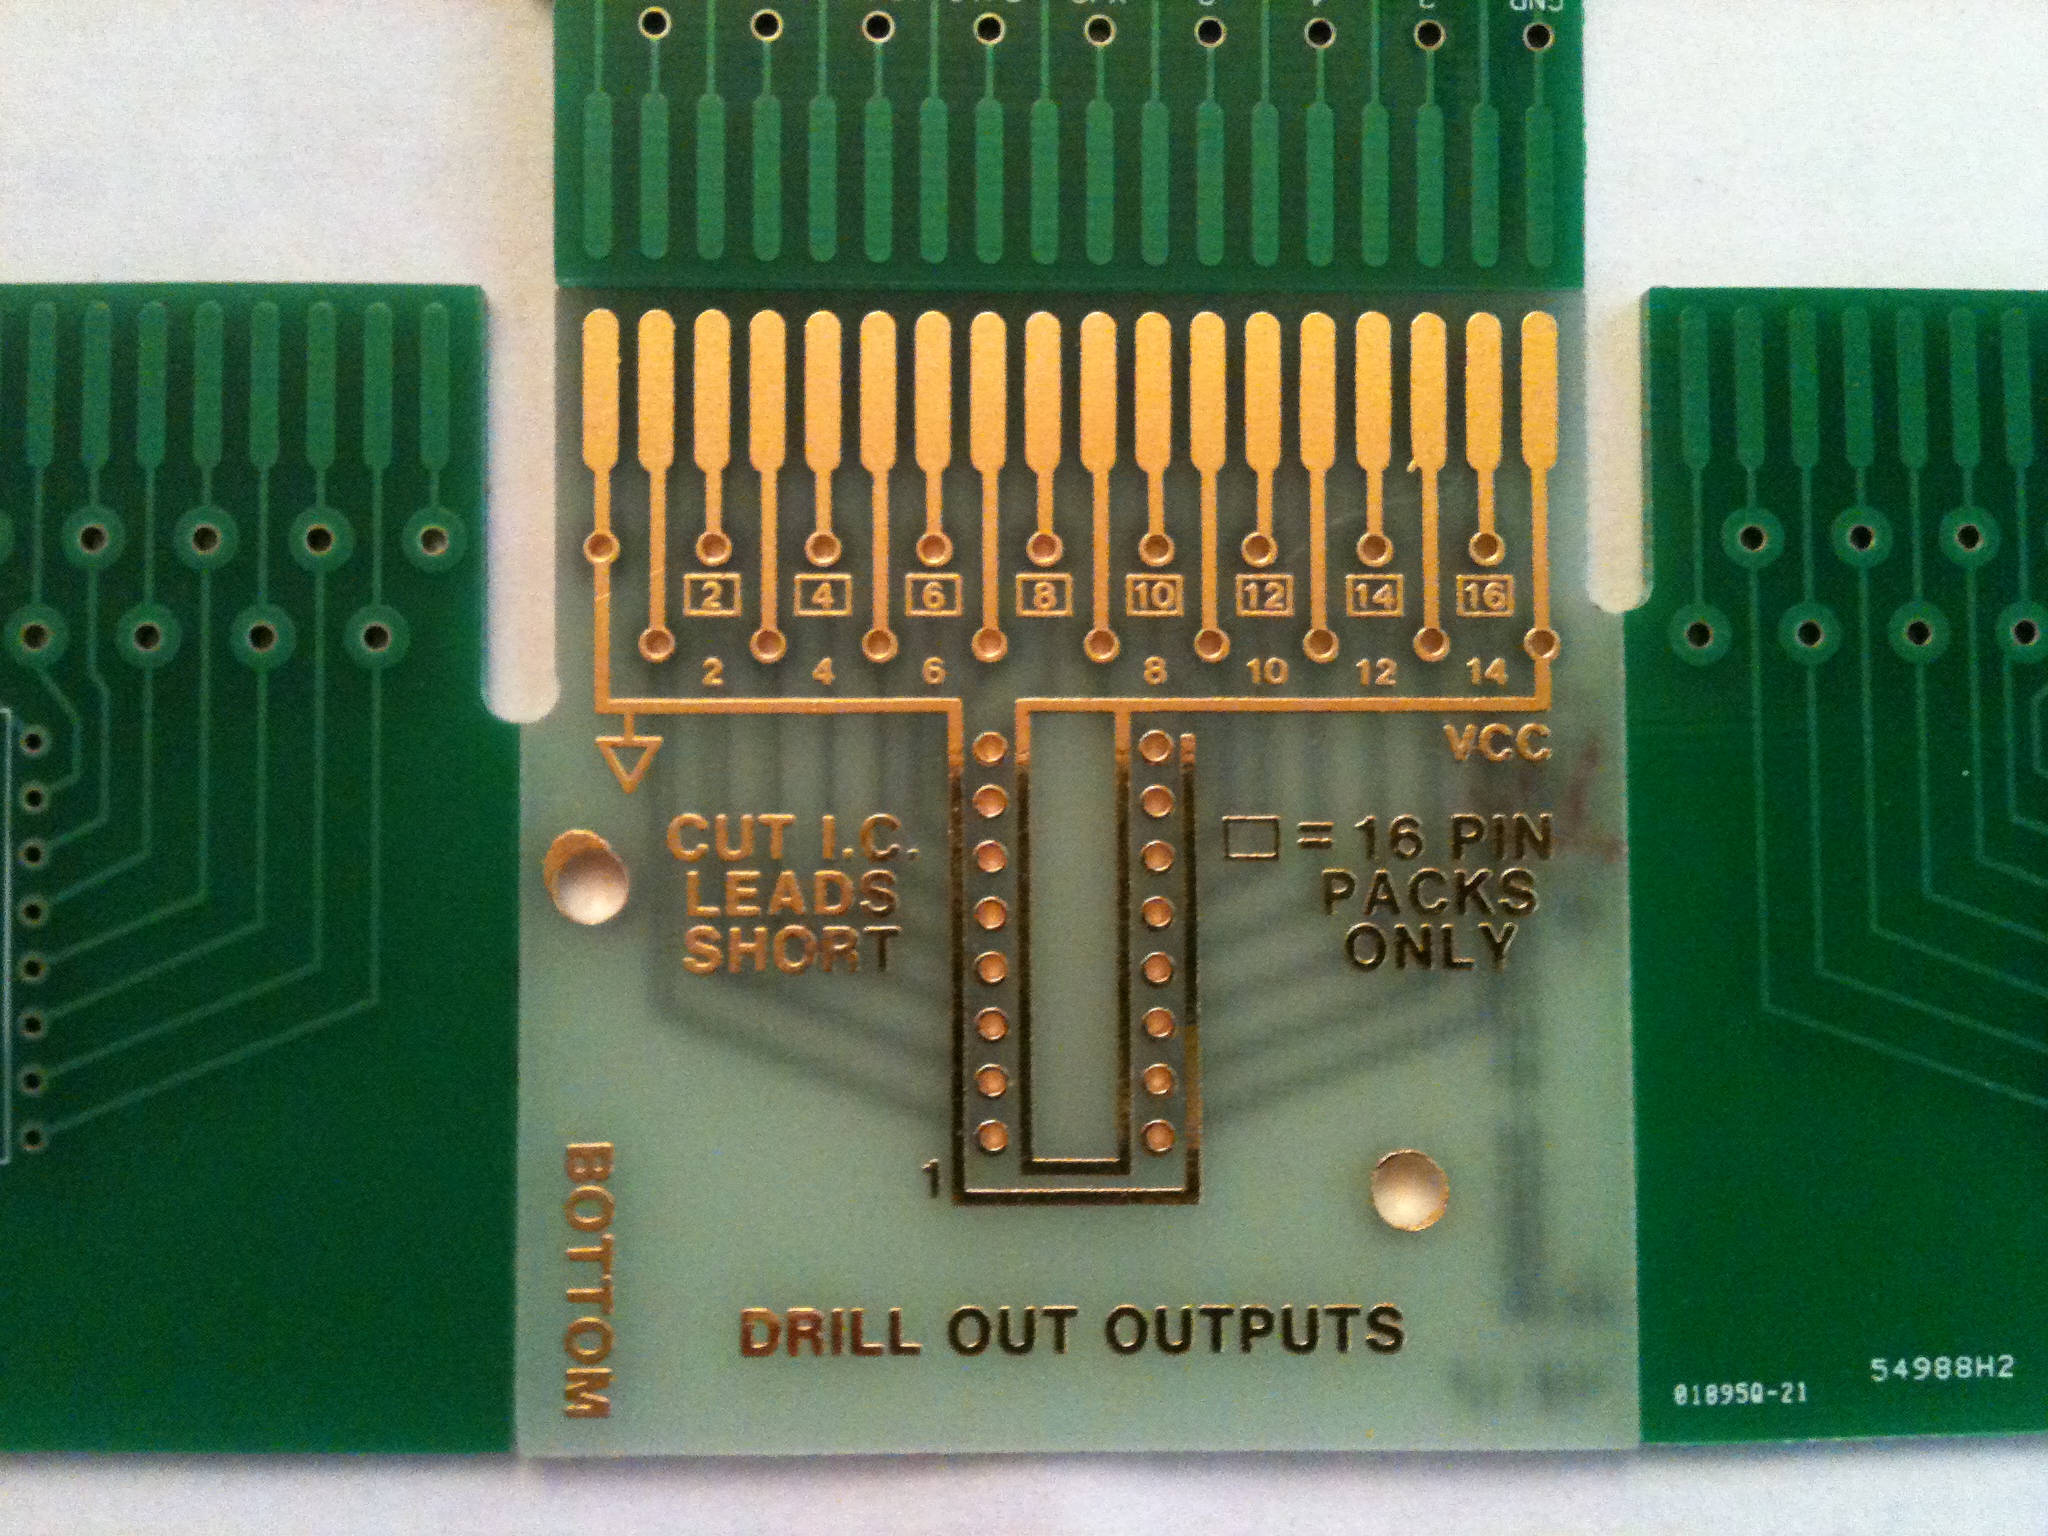 GND
2
4
6
8
10
12
14
16
2
4
6
8
10
12
14
VCC
CUT I.C.
LEADS
SHORT
= 16 PIN
PACKS
ONLY
1
BOTTOM
DRILL OUT OUTPUTS
54988H2
018950-21